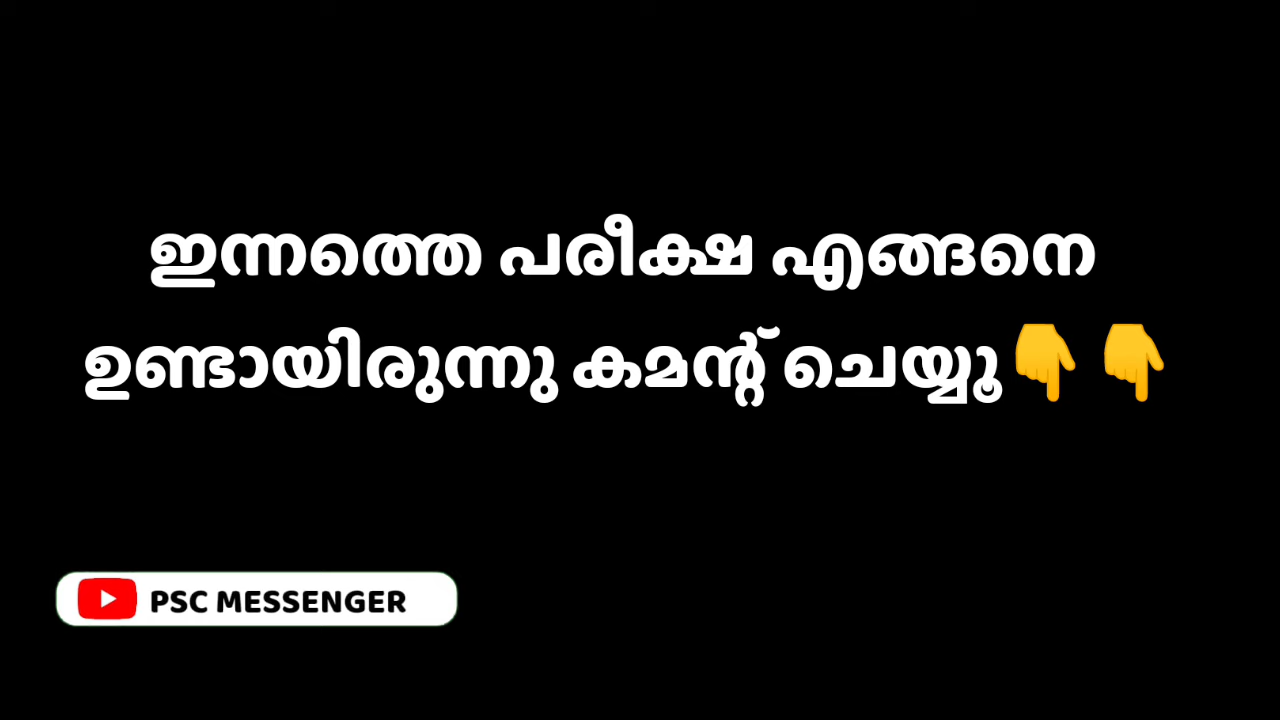 ഇന്നത്തെ പരീക്ഷ എങ്ങനെ
ഉണ്ടായിരുന്നു കമന്റ് ചെയ്യൂ👇👇
PSC MESSENGER